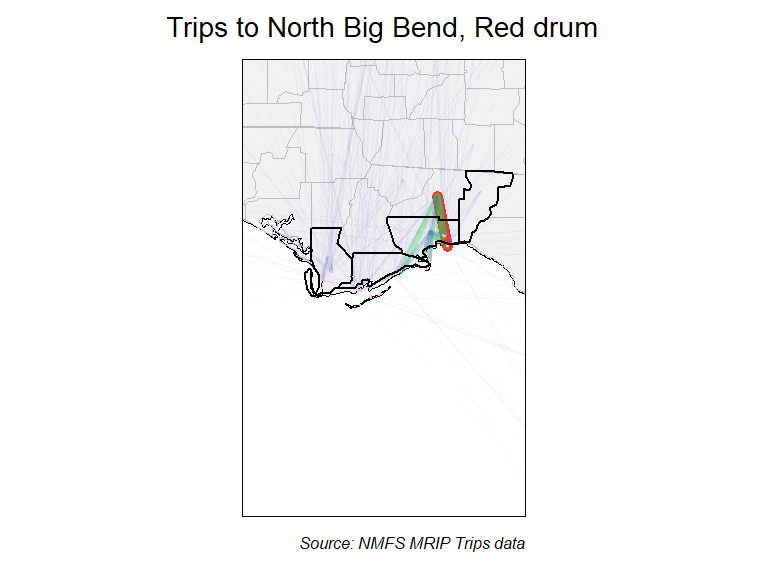 Trips to North Big Bend, Red drum
Source: NMFS MRIP Trips data